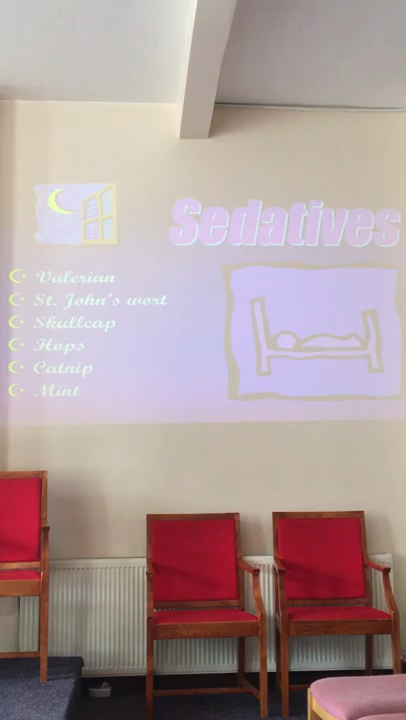 Sedatives
Valerian
St. John's wort
Skullcap
Hops
Catnip
Mint